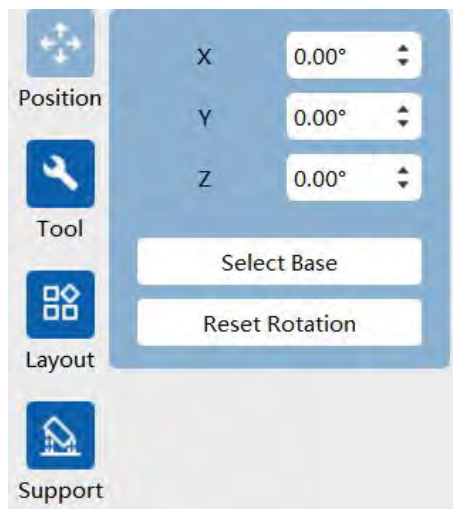 Position
Tool
Layout
Support
X 0.00°
Y 0.00°
Z 0.00°
Select Base
Reset Rotation